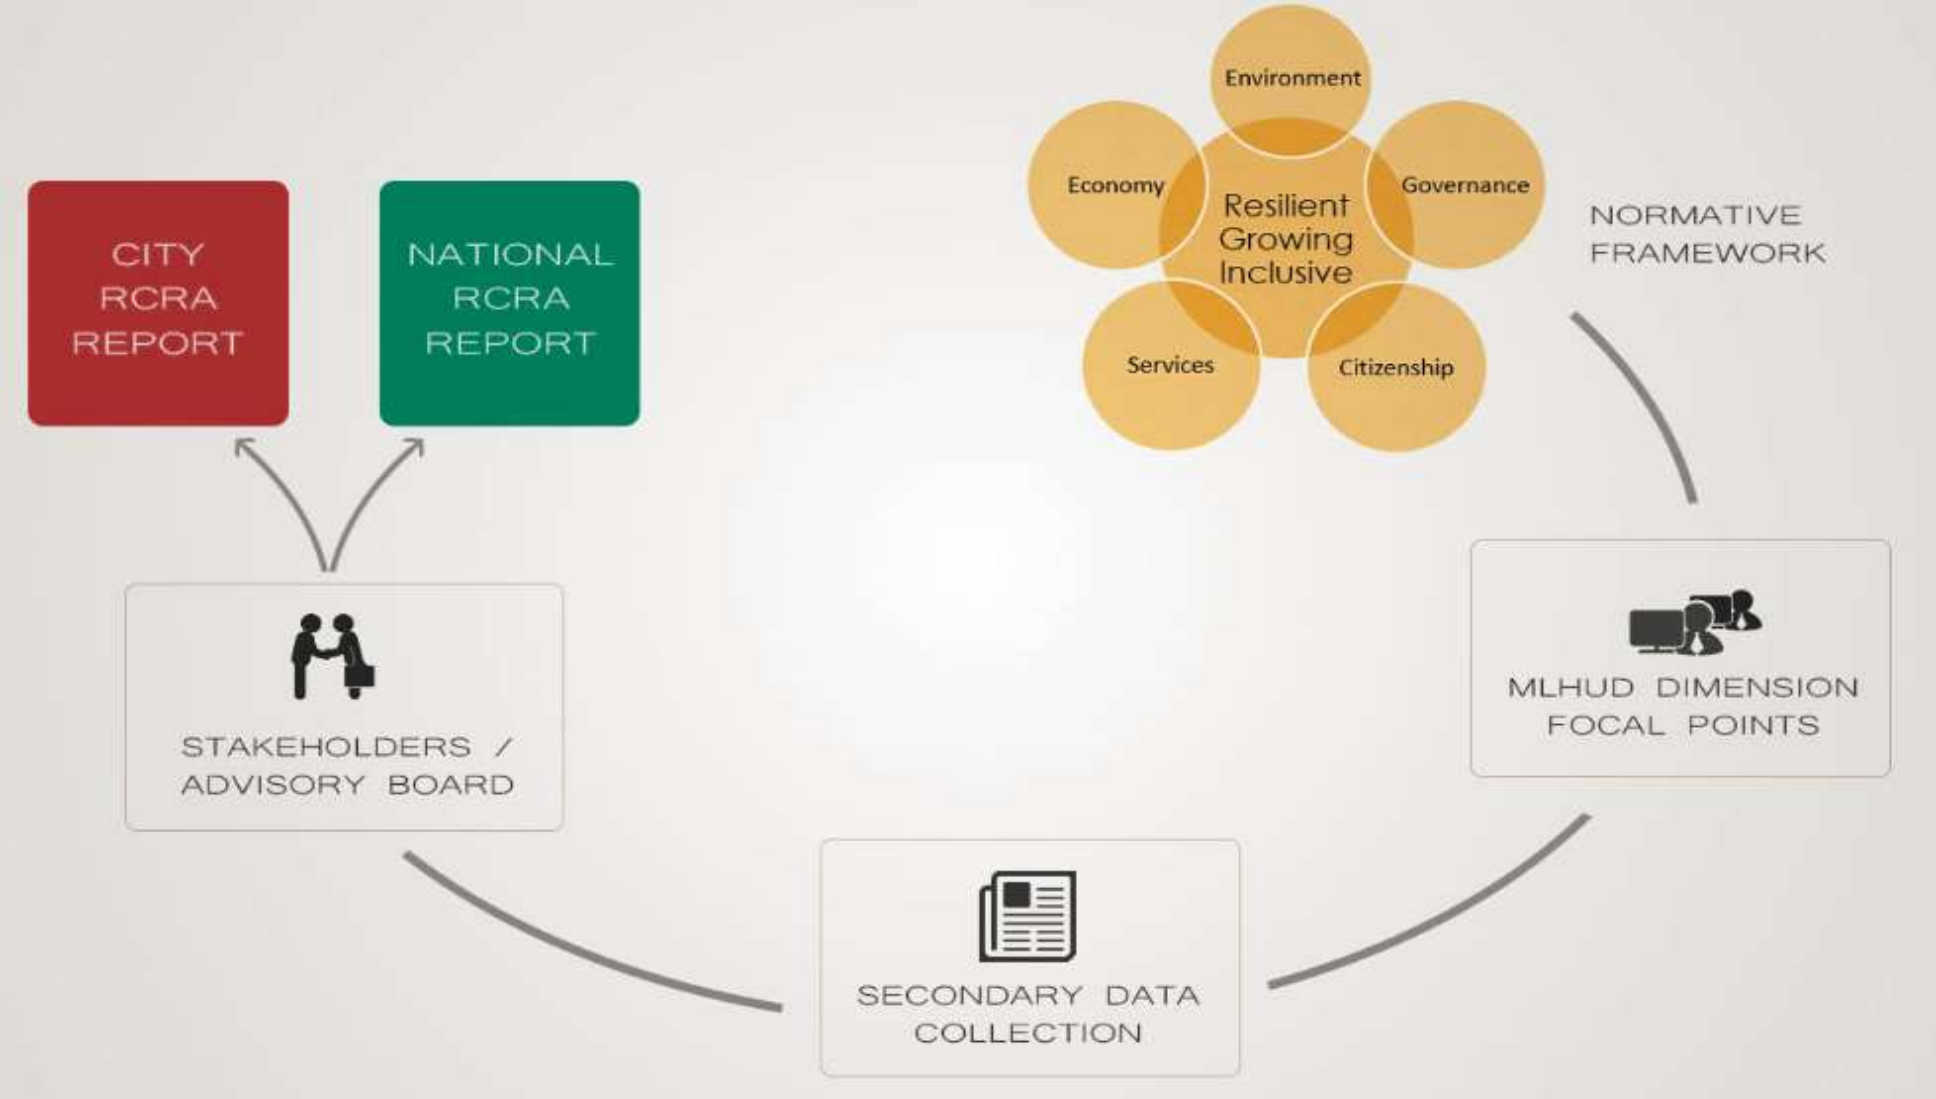 Environment
Economy
Governance
Resilient
Growing
Inclusive
Services
Citizenship
NORMATIVE
FRAMEWORK
CITY
RCRA
REPORT
NATIONAL
RCRA
REPORT
MLHUD DIMENSION
FOCAL POINTS
STAKEHOLDERS /
ADVISORY BOARD
SECONDARY DATA
COLLECTION